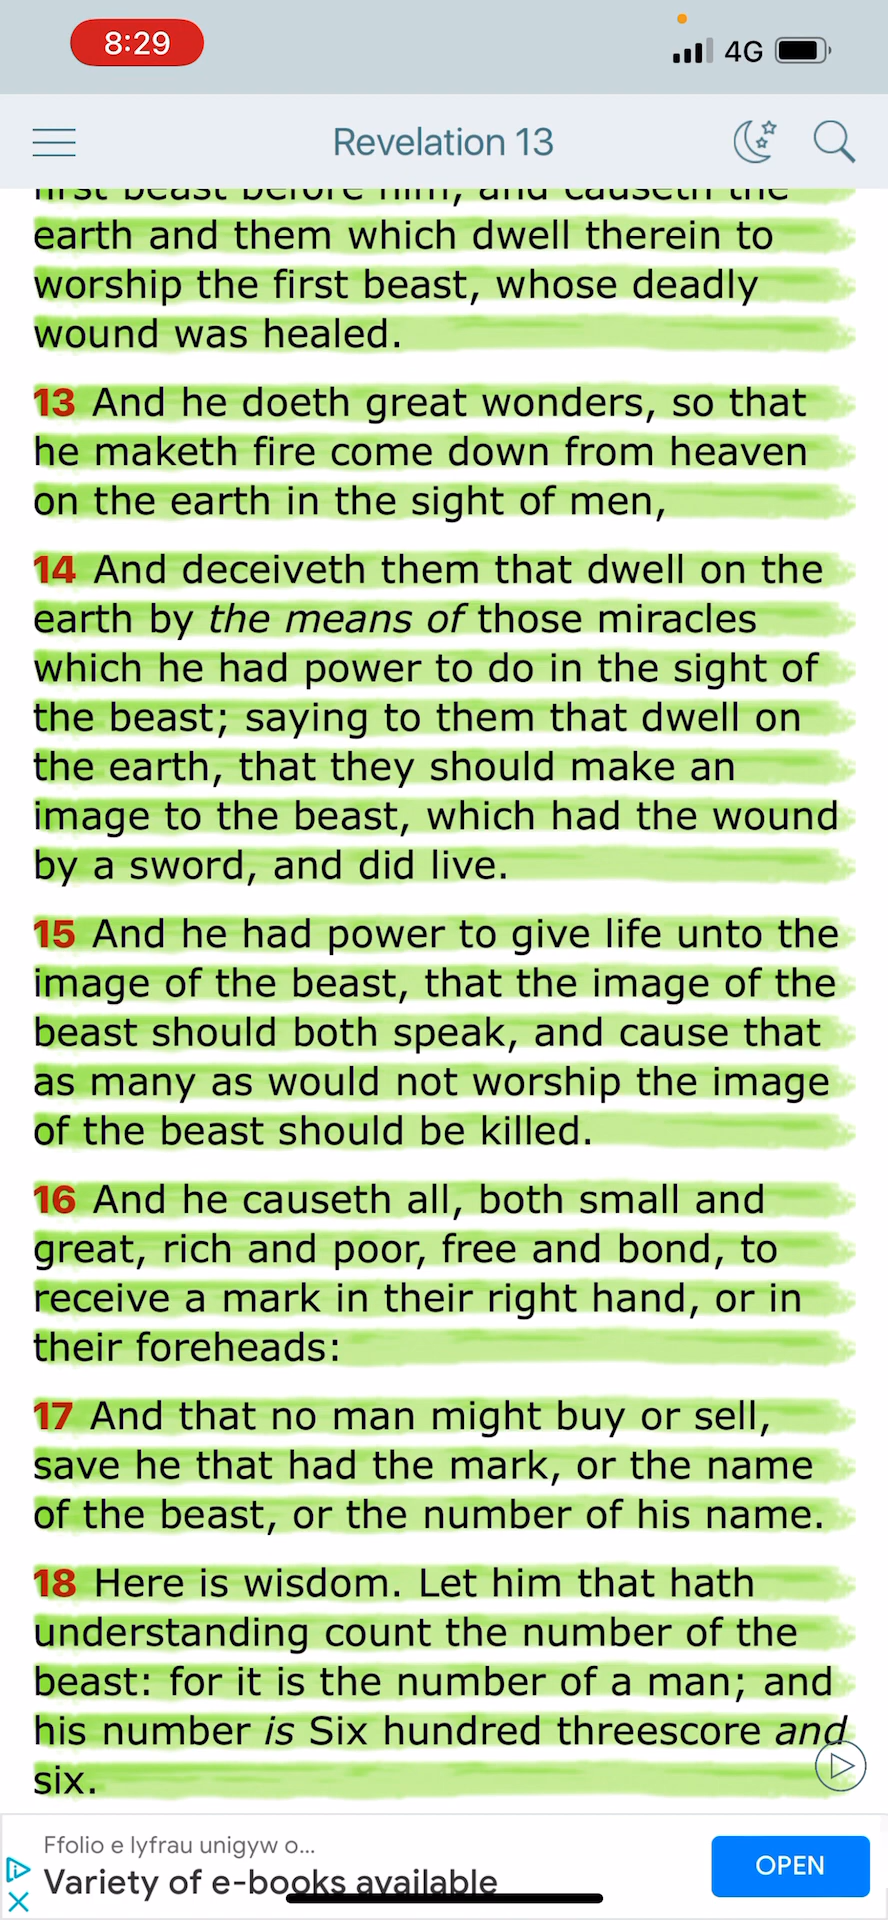 8:29
4G
Revelation 13
first beast before him, and causeth the
earth and them which dwell therein to
worship the first beast, whose deadly
wound was healed.
13 And he doeth great wonders, so that
he maketh fire come down from heaven
on the earth in the sight of men,
14 And deceiveth them that dwell on the
earth by the means of those miracles
which he had power to do in the sight of
the beast; saying to them that dwell on
the earth, that they should make an
image to the beast, which had the wound
by a sword, and did live.
15 And he had power to give life unto the
image of the beast, that the image of the
beast should both speak, and cause that
as many as would not worship the image
of the beast should be killed.
16 And he causeth all, both small and
great, rich and poor, free and bond, to
receive a mark in their right hand, or in
their foreheads:
17 And that no man might buy or sell,
save he that had the mark, or the name
of the beast, or the number of his name.
18 Here is wisdom. Let him that hath
understanding count the number of the
beast: for it is the number of a man; and
his number is Six hundred threescore and
six.
Ffolio e lyfrau unigyw o...
Variety of e-books available
OPEN